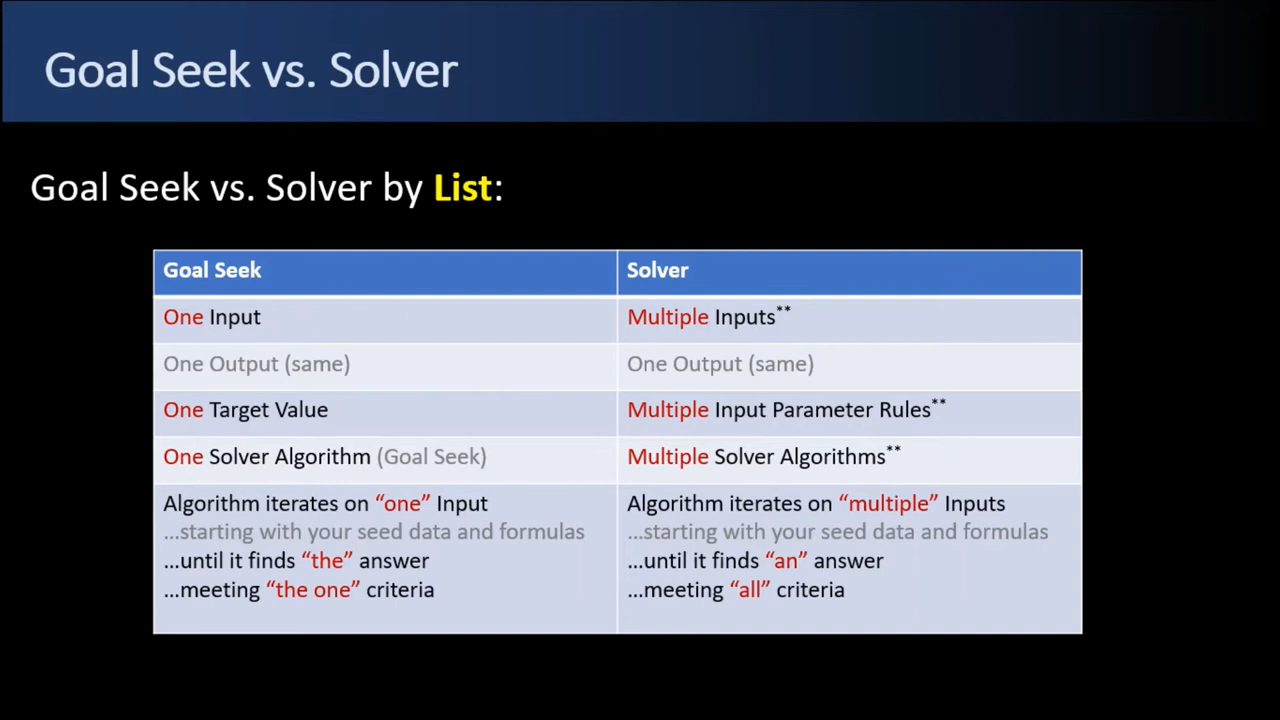 Goal Seek vs. Solver
Goal Seek vs. Solver by List:
Goal Seek
Solver
One Input
Multiple Inputs**
One Output (same)
One Output (same)
One Target Value
Multiple Input Parameter Rules**
One Solver Algorithm (Goal Seek)
Multiple Solver Algorithms**
Algorithm iterates on “one” Input
...starting with your seed data and formulas
...until it finds “the” answer
...meeting “the one” criteria
Algorithm iterates on “multiple” Inputs
...starting with your seed data and formulas
...until it finds “an” answer
...meeting “all” criteria